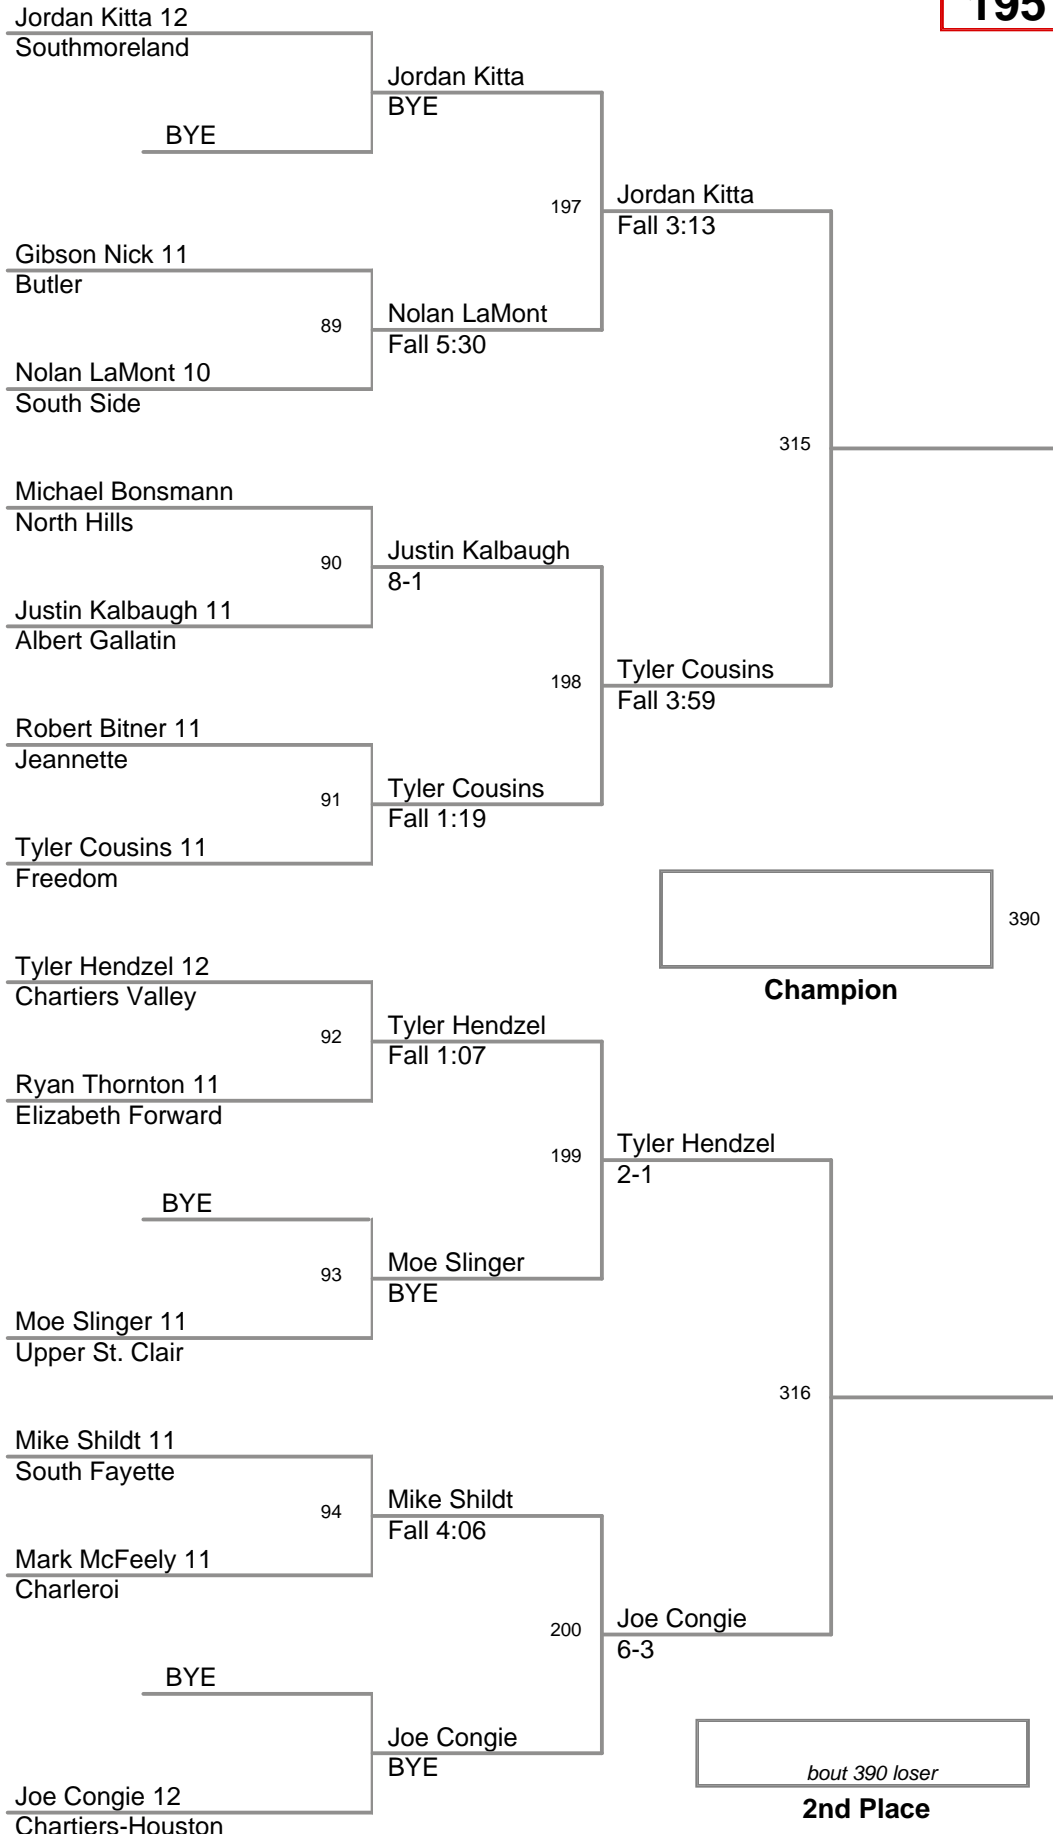 195
Jordan Kitta 12
Southmoreland
Jordan Kitta
BYE
BYE
197
Jordan Kitta
Fall 3:13
Gibson Nick 11
Butler
89
Nolan LaMont
Fall 5:30
Nolan LaMont 10
South Side
315
Michael Bonsmann
North Hills
90
Justin Kalbaugh
8-1
Justin Kalbaugh 11
Albert Gallatin
198
Tyler Cousins
Fall 3:59
Robert Bitner 11
Jeannette
91
Tyler Cousins
Fall 1:19
Tyler Cousins 11
Freedom
390
Champion
Tyler Hendzel 12
Chartiers Valley
92
Tyler Hendzel
Fall 1:07
Ryan Thornton 11
Elizabeth Forward
199
Tyler Hendzel
2-1
BYE
93
Moe Slinger
BYE
Moe Slinger 11
Upper St. Clair
316
Mike Shildt 11
South Fayette
94
Mike Shildt
Fall 4:06
Mark McFeely 11
Charleroi
200
Joe Congie
6-3
BYE
Joe Congie
BYE
bout 390 loser
2nd Place
Joe Congie 12
Chartiers-Houston